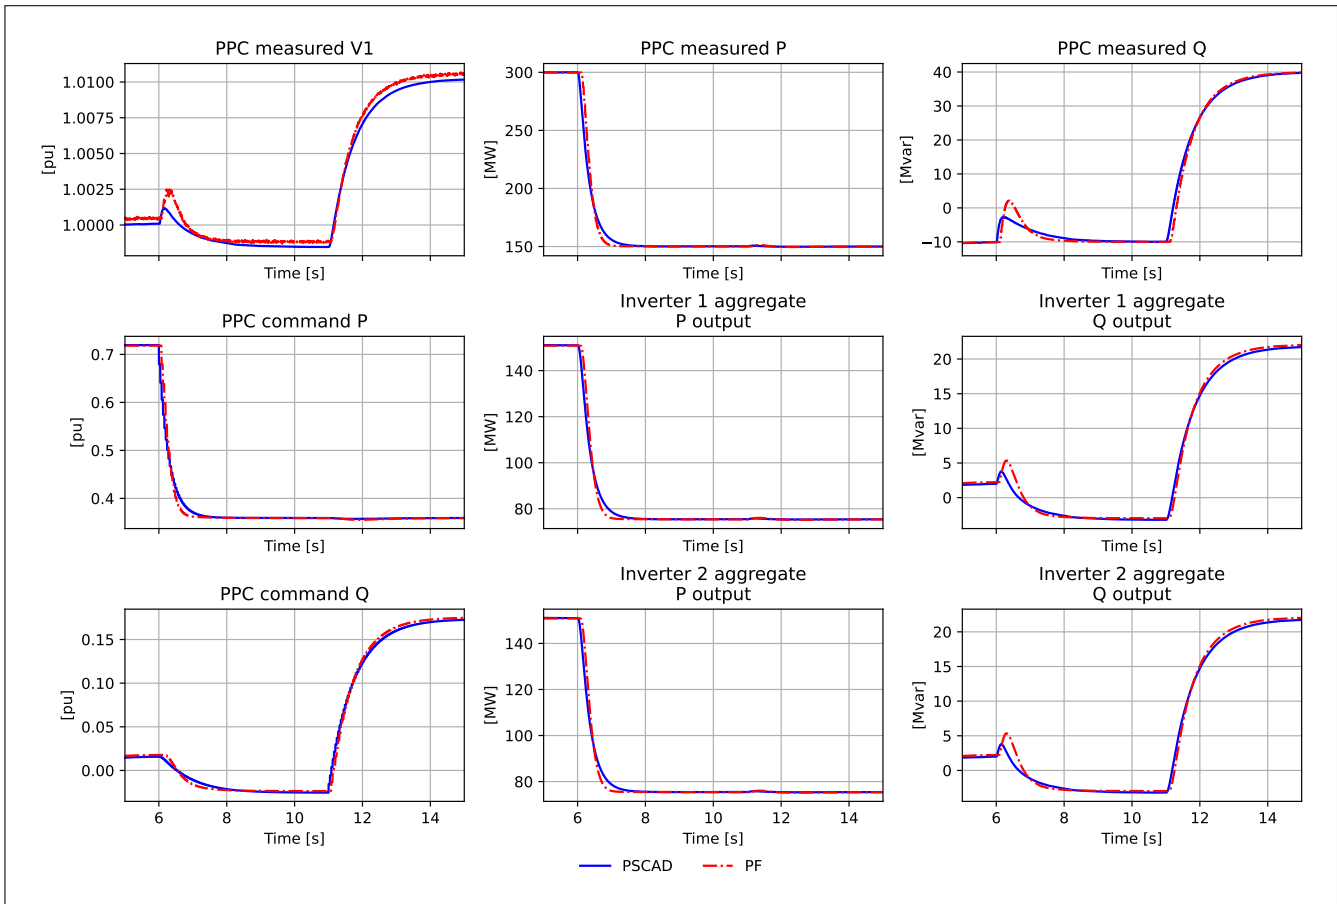 PPC measured V1
1.0100
1.0075
1.0050
1.0025
1.0000
[pu]
Time [s]
PPC measured P
300
250
200
150
[MW]
Time [s]
PPC measured Q
40
30
20
10
0
−10
[Mvar]
Time [s]
PPC command P
0.7
0.6
0.5
0.4
[pu]
Time [s]
Inverter 1 aggregate
P output
140
120
100
80
[MW]
Time [s]
Inverter 1 aggregate
Q output
20
15
10
5
0
[Mvar]
Time [s]
PPC command Q
0.15
0.10
0.05
0.00
[pu]
6 8 10 12 14
Time [s]
Inverter 2 aggregate
P output
140
120
100
80
[MW]
6 8 10 12 14
Time [s]
Inverter 2 aggregate
Q output
20
15
10
5
0
[Mvar]
6 8 10 12 14
Time [s]
PSCAD PF